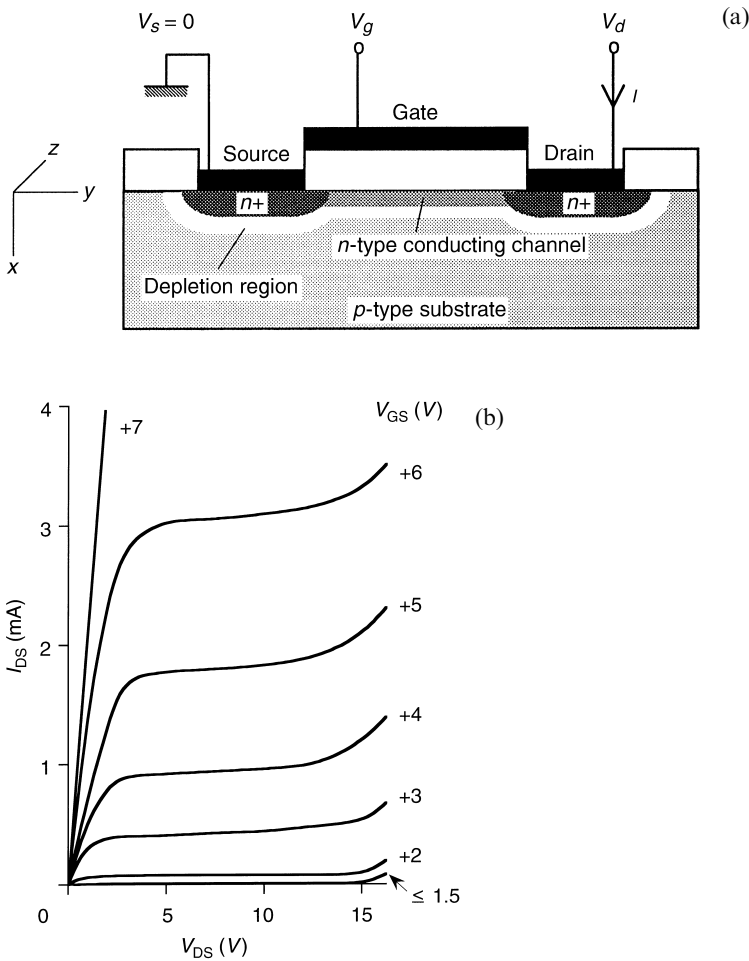 (a)
V_s = 0
V_g
V_d
I
Gate
z
Source
Drain
y
n+
n+
n-type conducting channel
x
Depletion region
p-type substrate
4
V_GS (V)
(b)
+7
+6
3
+5
I_DS (mA)
2
+4
1
+3
+2
≤ 1.5
0
5
10
15
V_DS (V)